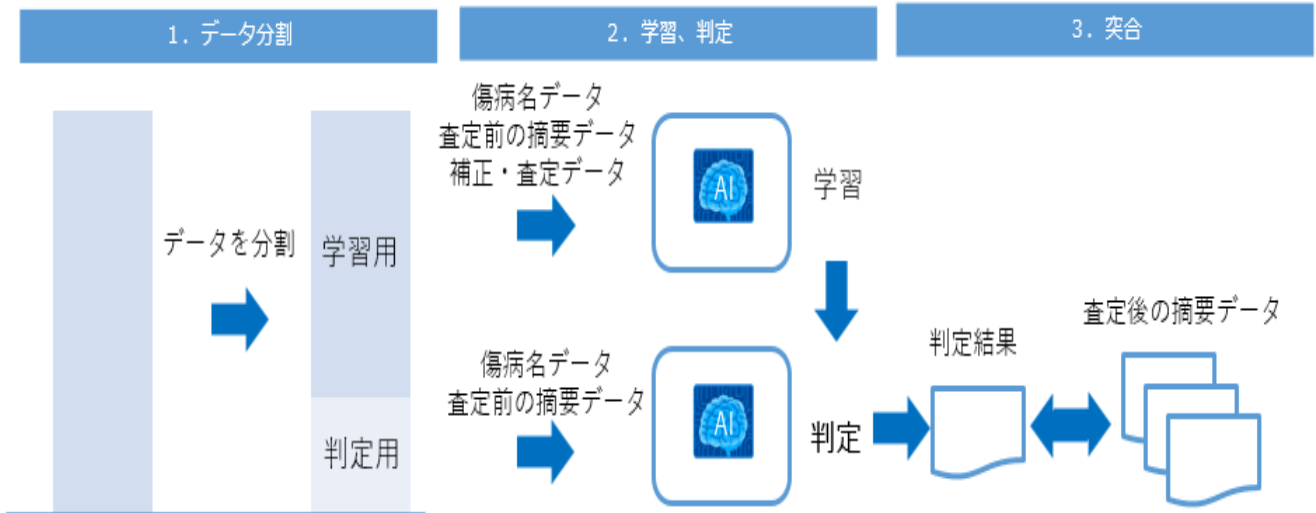 1. データ分割
2. 学習、判定
3. 突合
データを分割
学習用
判定用
傷病名データ
査定前の摘要データ
補正・査定データ
AI
学習
傷病名データ
査定前の摘要データ
AI
判定
判定結果
査定後の摘要データ